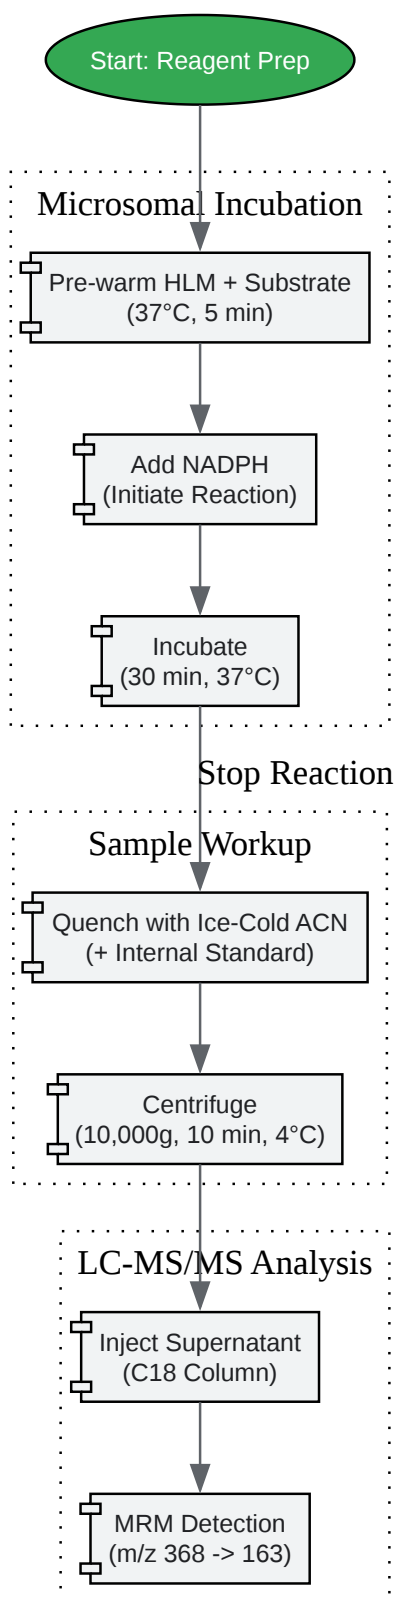 Start: Reagent Prep
Microsomal Incubation
Pre-warm HLM + Substrate
(37°C, 5 min)
Add NADPH
(Initiate Reaction)
Incubate
(30 min, 37°C)
Stop Reaction
Sample Workup
Quench with Ice-Cold ACN
(+ Internal Standard)
Centrifuge
(10,000g, 10 min, 4°C)
LC-MS/MS Analysis
Inject Supernatant
(C18 Column)
MRM Detection
(m/z 368 -> 163)